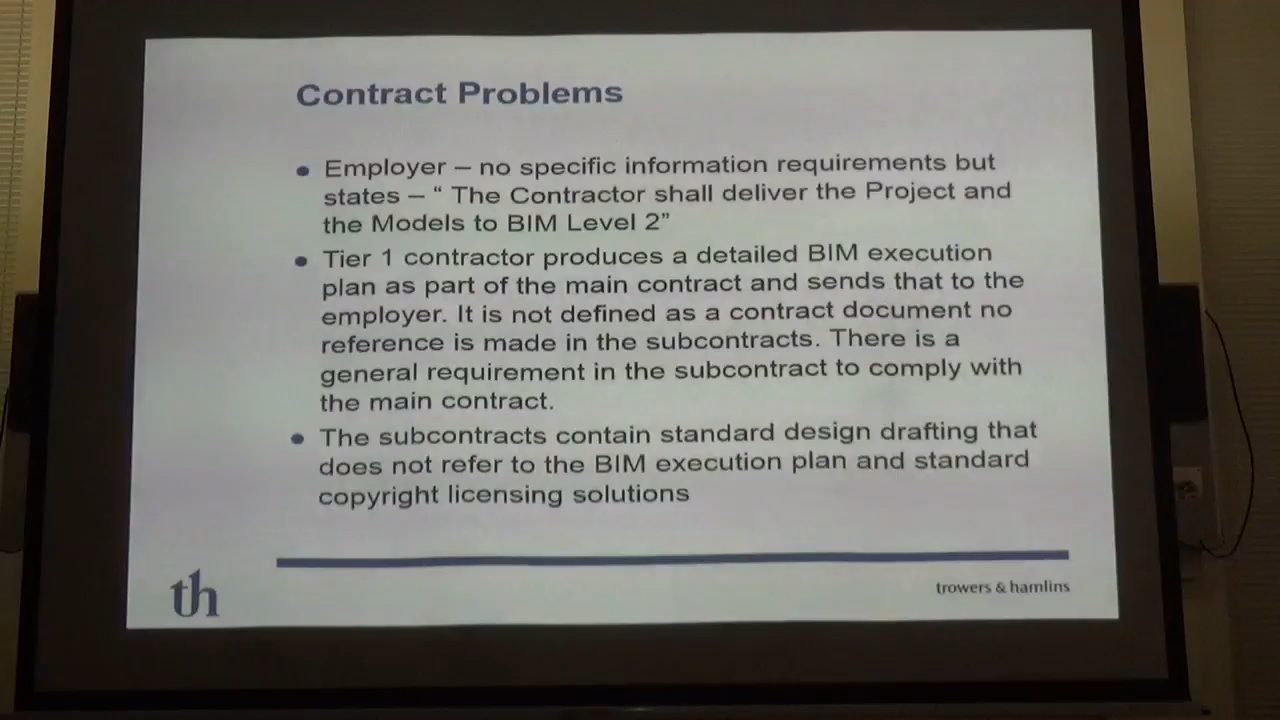 Contract Problems
• Employer – no specific information requirements but
states – “ The Contractor shall deliver the Project and
the Models to BIM Level 2”
• Tier 1 contractor produces a detailed BIM execution
plan as part of the main contract and sends that to the
employer. It is not defined as a contract document no
reference is made in the subcontracts. There is a
general requirement in the subcontract to comply with
the main contract.
• The subcontracts contain standard design drafting that
does not refer to the BIM execution plan and standard
copyright licensing solutions
th
trowers & hamlins